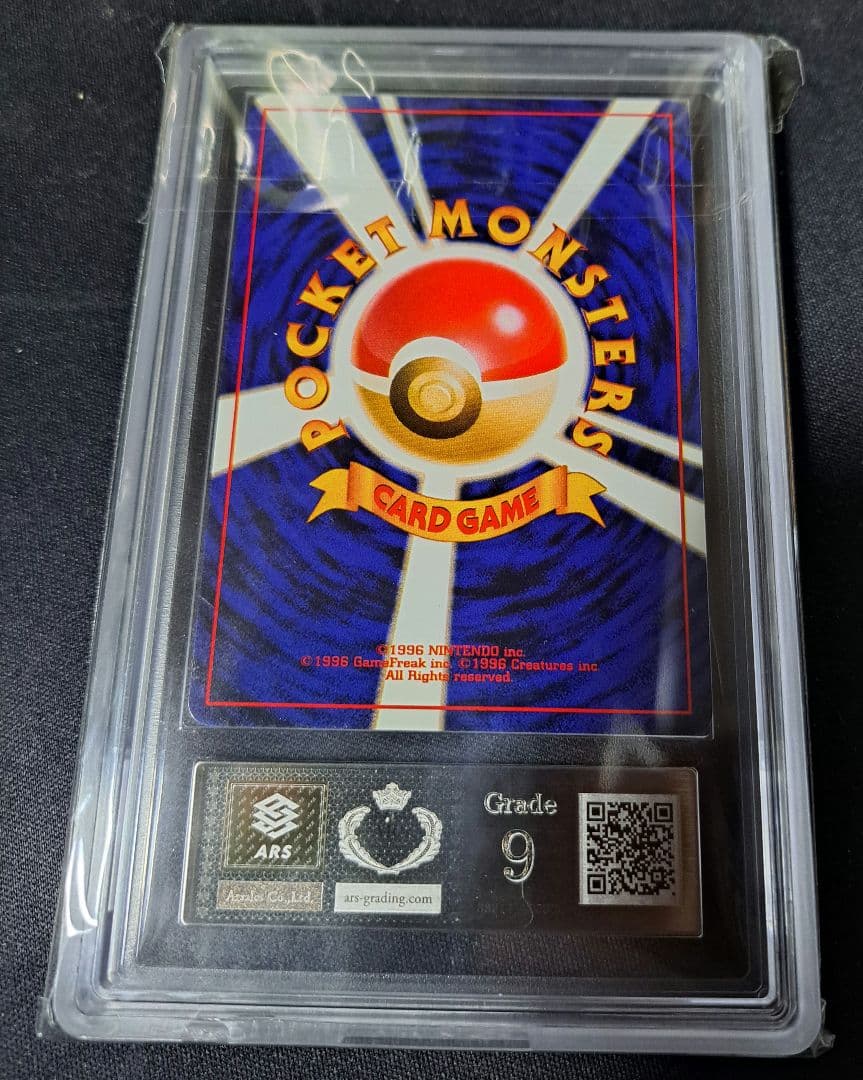 POCKET MONSTERS
CARD GAME
©1996 NINTENDO inc.
©1996 GameFreak inc. ©1996 Creatures inc.
All Rights reserved.
ARS
Arsales Co.,Ltd.
ars-grading.com
Grade
9